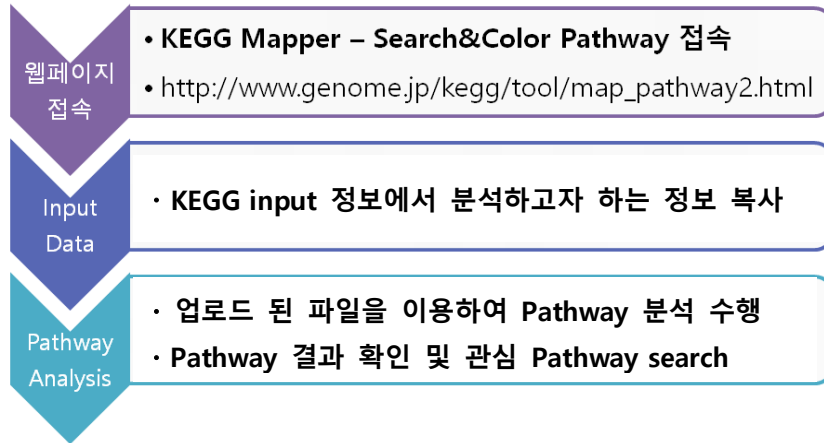 웹페이지
접속
• KEGG Mapper – Search&Color Pathway 접속
• http://www.genome.jp/kegg/tool/map_pathway2.html
Input
Data
· KEGG input 정보에서 분석하고자 하는 정보 복사
Pathway
Analysis
· 업로드 된 파일을 이용하여 Pathway 분석 수행
· Pathway 결과 확인 및 관심 Pathway search